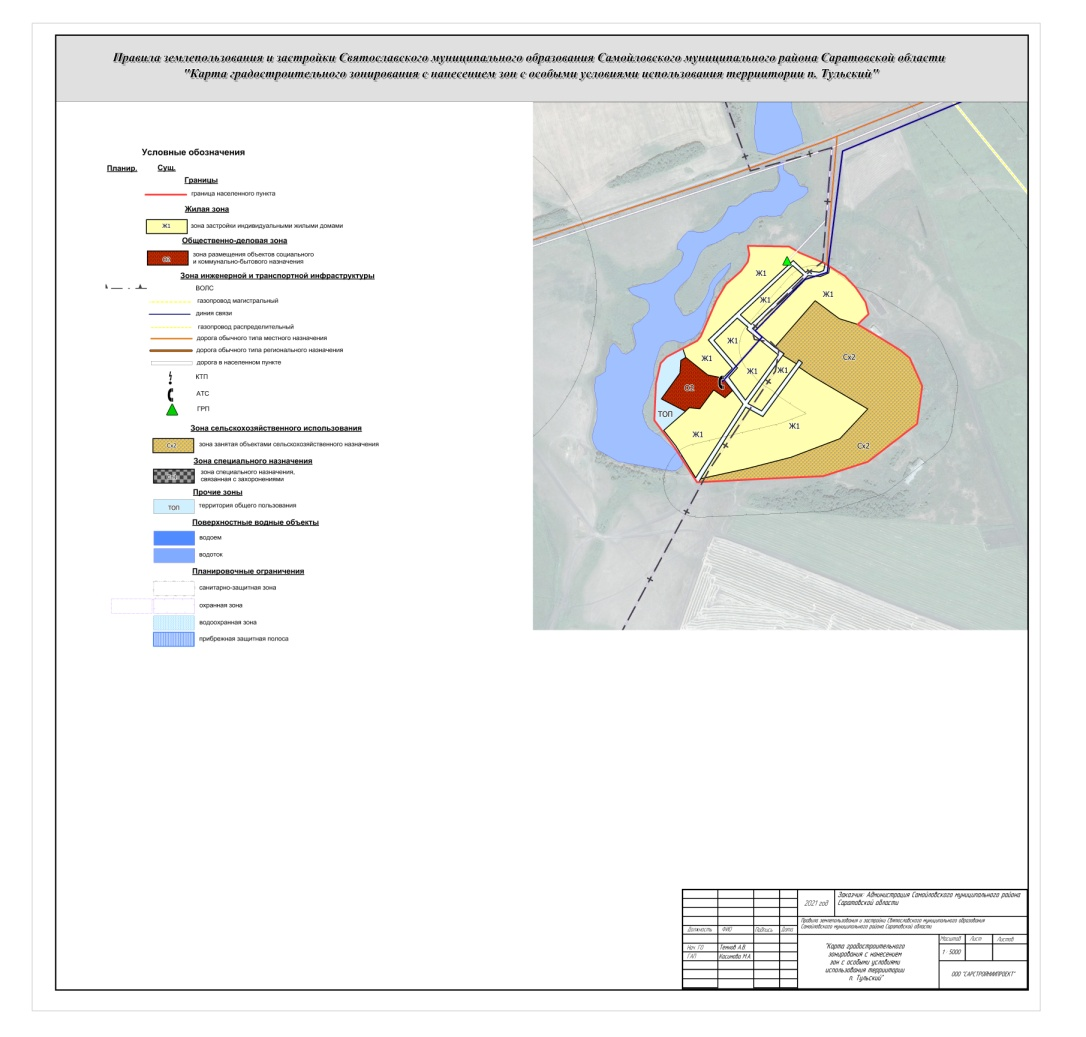 Правила землепользования и застройки Святославского муниципального образования Самойловского муниципального района Саратовской области
"Карта градостроительного зонирования с нанесением зон с особыми условиями использования территории п. Тульский"
Условные обозначения
Планир. Сущ.
Границы
граница населенного пункта
Жилая зона
Ж1 зона застройки индивидуальными жилыми домами
Общественно-деловая зона
О2 зона размещения объектов социального
и коммунально-бытового назначения
Зона инженерной и транспортной инфраструктуры
ВОЛС
газопровод магистральный
линия связи
газопровод распределительный
дорога обычного типа местного назначения
дорога обычного типа регионального назначения
дорога в населенном пункте
КТП
АТС
ГРП
Зона сельскохозяйственного использования
Сх2 зона занятая объектами сельскохозяйственного назначения
Зона специального назначения
зона специального назначения,
связанная с захоронениями
Прочие зоны
ТОП территория общего пользования
Поверхностные водные объекты
водоем
водоток
Планировочные ограничения
санитарно-защитная зона
охранная зона
водоохранная зона
прибрежная защитная полоса
Ж1
Ж1
Ж1
Ж1
Ж1
Сх2
Ж1
Ж1
О2
ТОП
Ж1
Ж1
Сх2
2021 год
Заказчик: Администрация Самойловского муниципального района
Саратовской области
Правила землепользования и застройки Святославского муниципального образования
Самойловского муниципального района Саратовской области
Должность ФИО Подпись Дата
Нач ГО Темнов А.В
ГАП Касимова М.А.
"Карта градостроительного
зонирования с нанесением
зон с особыми условиями
использования территории
п. Тульский"
Масштаб Лист Листов
1 : 5000
ООО "САРСТРОЙНИИПРОЕКТ"